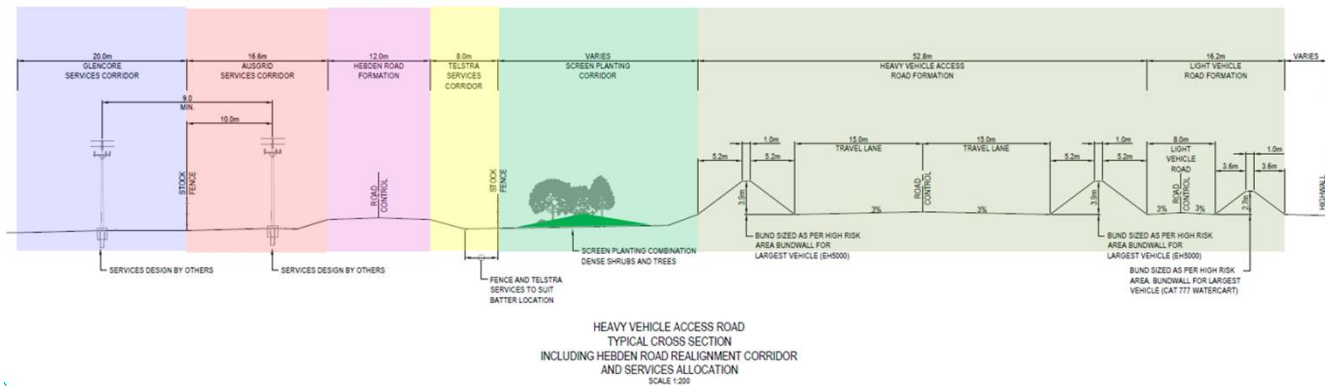 20.0m
GLENCORE
SERVICES CORRIDOR
16.6m
AUSGRID
SERVICES CORRIDOR
12.0m
HEBDEN ROAD
FORMATION
8.0m
TELSTRA
SERVICES
CORRIDOR
VARIES
SCREEN PLANTING
CORRIDOR
52.8m
HEAVY VEHICLE ACCESS
ROAD FORMATION
16.2m
LIGHT VEHICLE
ROAD FORMATION
VARIES
9.0
MIN.
10.0m
STOCK
FENCE
ROAD
CONTROL
STOCK
FENCE
5.2m
1.0m
5.2m
3.9m
15.0m
TRAVEL LANE
15.0m
TRAVEL LANE
ROAD
CONTROL
3%
3%
5.2m
1.0m
5.2m
3.9m
8.0m
LIGHT
VEHICLE
ROAD
ROAD
CONTROL
3%
3%
3.6m
1.0m
3.6m
2.7m
HIGHWALL
SERVICES DESIGN BY OTHERS
SERVICES DESIGN BY OTHERS
FENCE AND TELSTRA
SERVICES TO SUIT
BATTER LOCATION
SCREEN PLANTING COMBINATION
DENSE SHRUBS AND TREES
BUND SIZED AS PER HIGH RISK
AREA BUNDWALL FOR
LARGEST VEHICLE (EH5000)
BUND SIZED AS PER HIGH RISK
AREA BUNDWALL FOR
LARGEST VEHICLE (EH5000)
BUND SIZED AS PER HIGH RISK
AREA. BUNDWALL FOR LARGEST
VEHICLE (CAT 777 WATERCART)
HEAVY VEHICLE ACCESS ROAD
TYPICAL CROSS SECTION
INCLUDING HEBDEN ROAD REALIGNMENT CORRIDOR
AND SERVICES ALLOCATION
SCALE 1:200